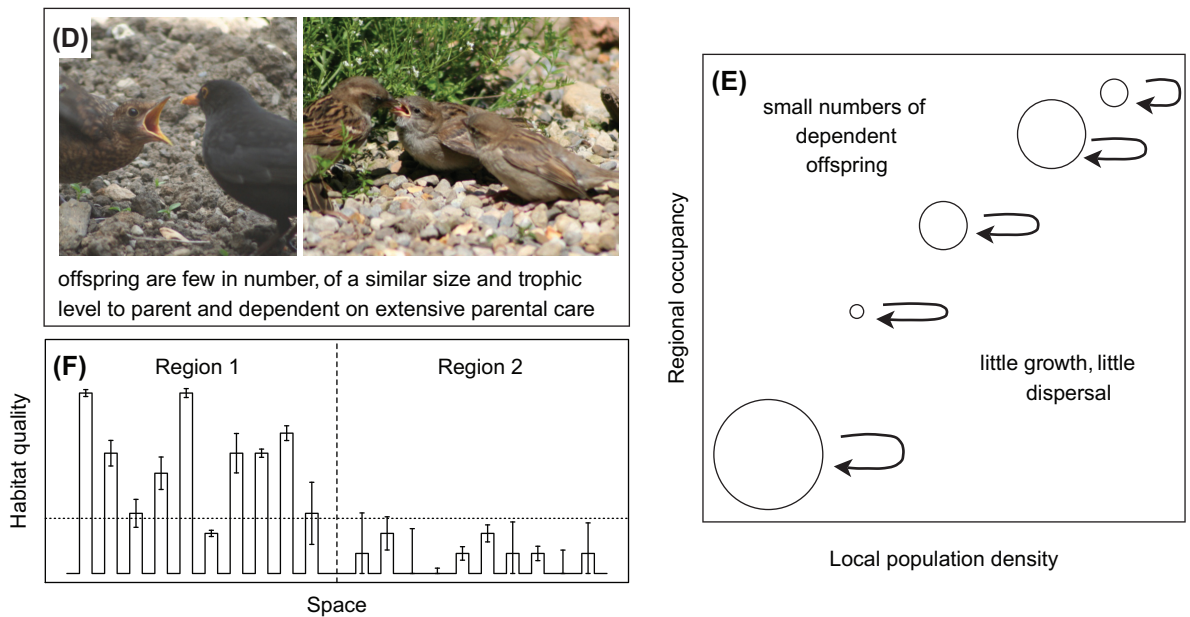 (D)
offspring are few in number, of a similar size and trophic
level to parent and dependent on extensive parental care
(F)
Region 1
Region 2
Habitat quality
Space
(E)
small numbers of
dependent
offspring
little growth, little
dispersal
Regional occupancy
Local population density